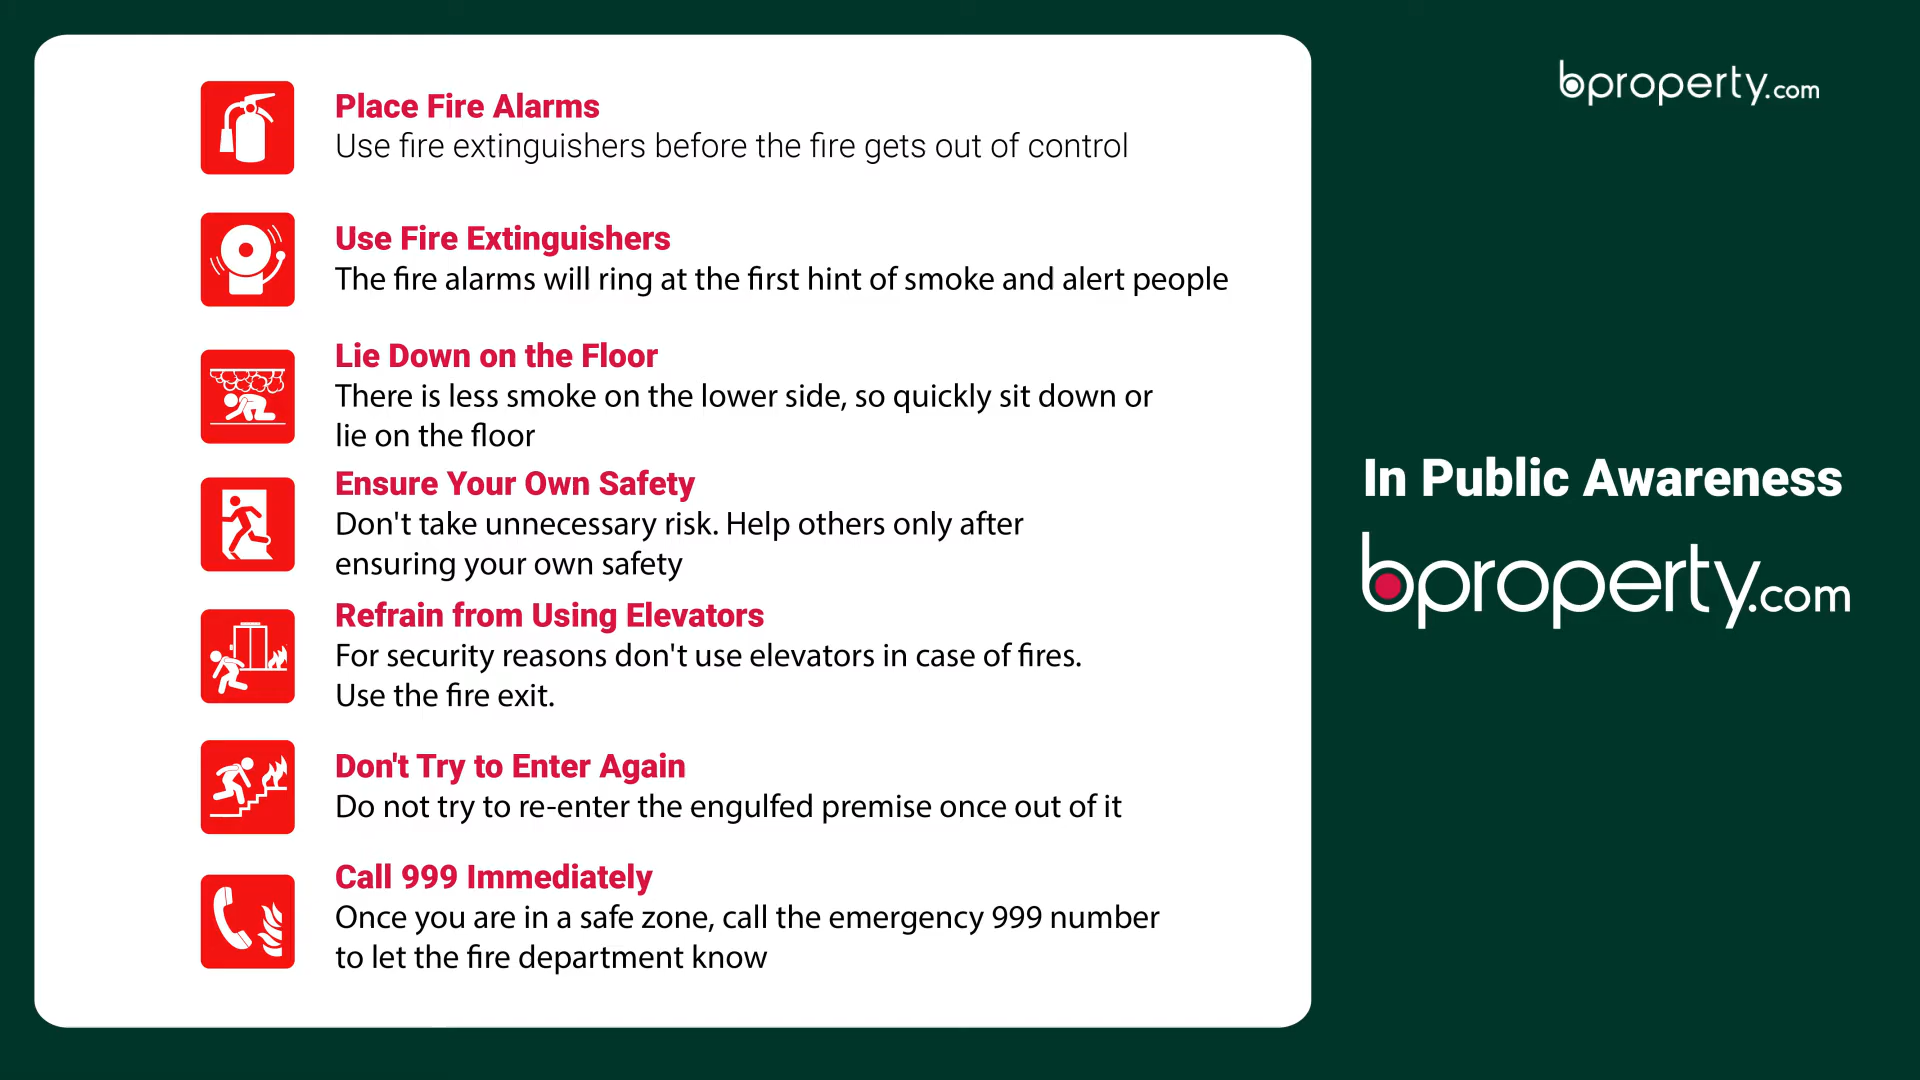 bproperty.com
Place Fire Alarms
Use fire extinguishers before the fire gets out of control
Use Fire Extinguishers
The fire alarms will ring at the first hint of smoke and alert people
Lie Down on the Floor
There is less smoke on the lower side, so quickly sit down or
lie on the floor
Ensure Your Own Safety
Don't take unnecessary risk. Help others only after
ensuring your own safety
Refrain from Using Elevators
For security reasons don't use elevators in case of fires.
Use the fire exit.
Don't Try to Enter Again
Do not try to re-enter the engulfed premise once out of it
Call 999 Immediately
Once you are in a safe zone, call the emergency 999 number
to let the fire department know
In Public Awareness
bproperty.com